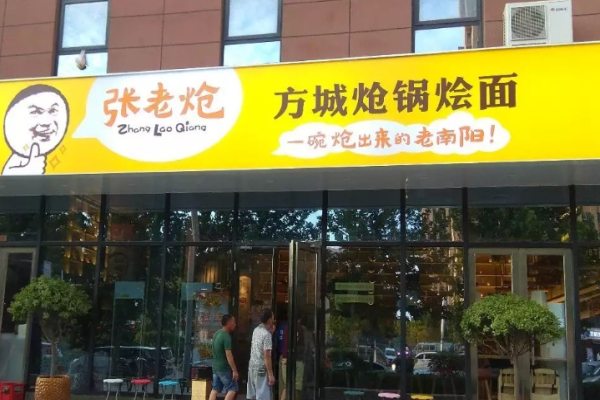 张老炝
Zhang Lao Qiang
方城炝锅烩面
一碗炝出来的老南阳!